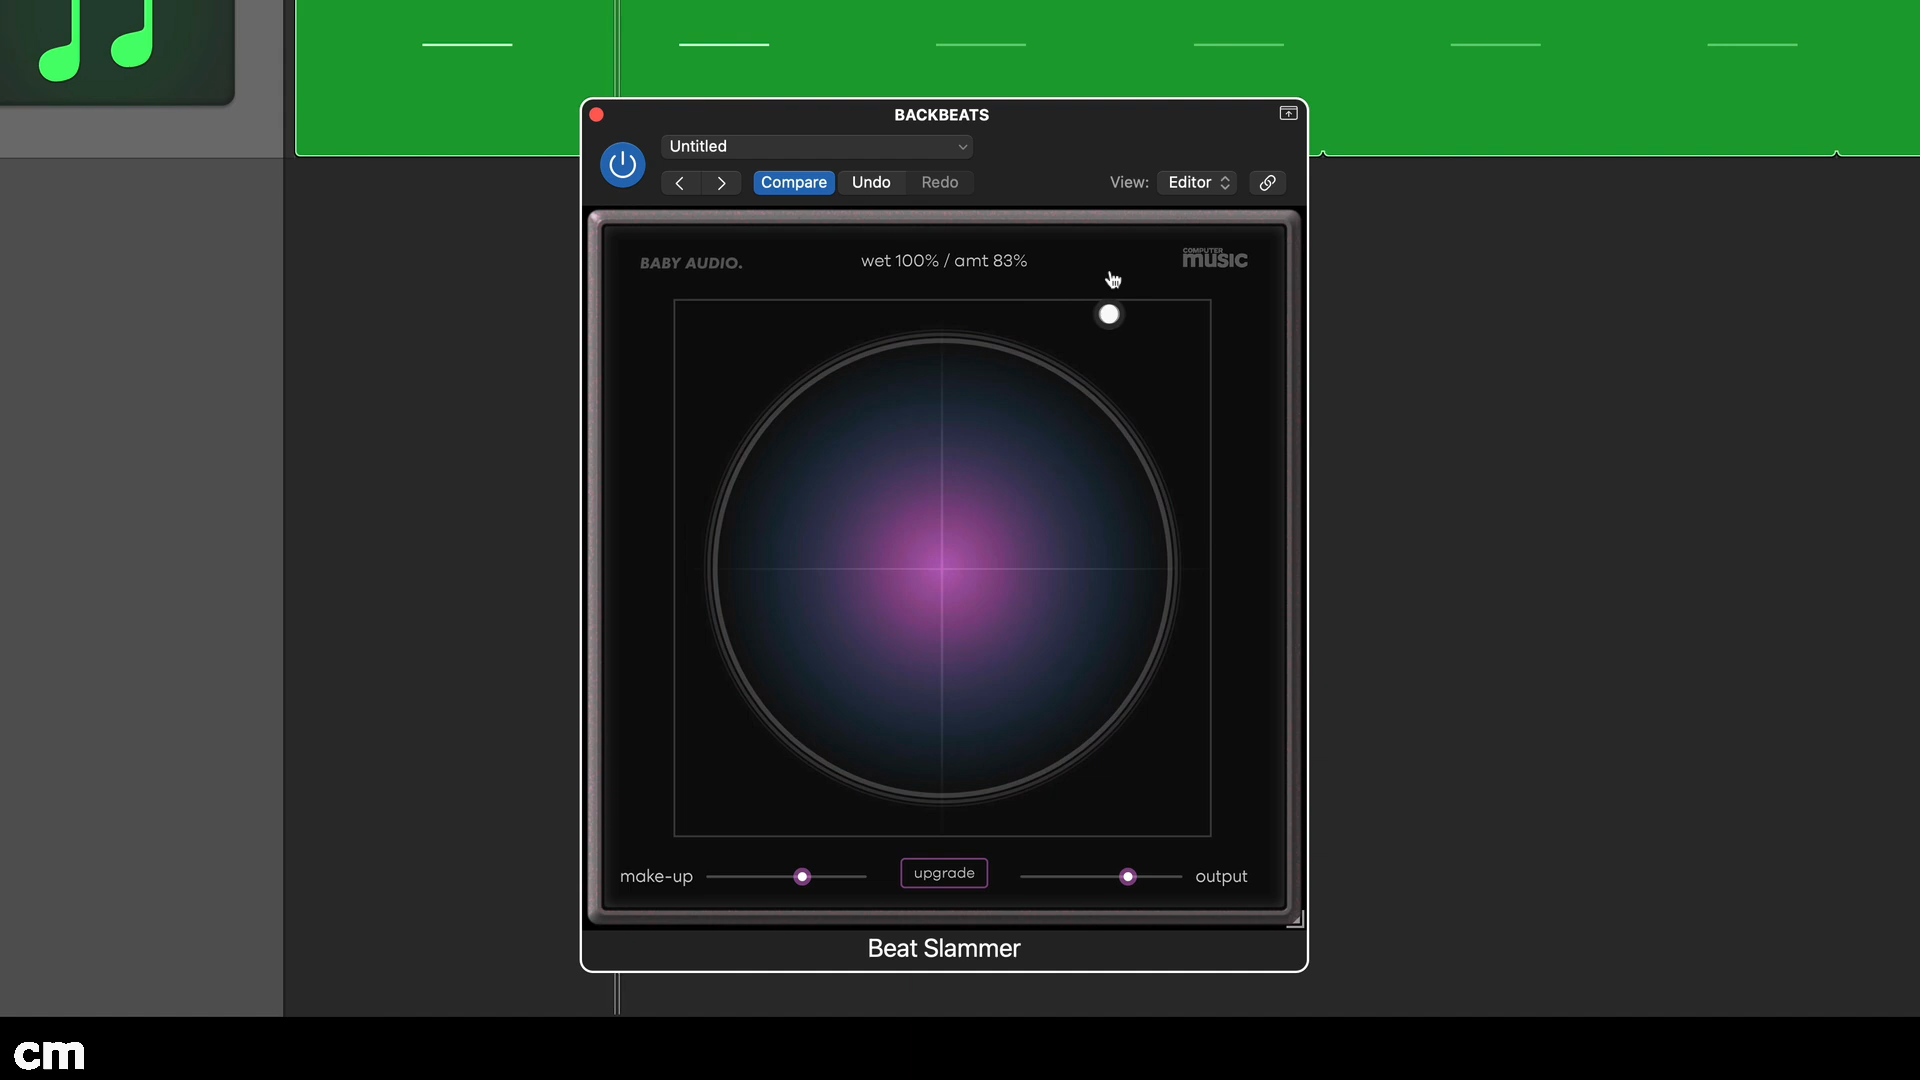 BACKBEATS
Untitled
Compare Undo Redo View: Editor
BABY AUDIO. wet 100% / amt 83% COMPUTER MUSIC
make-up upgrade output
Beat Slammer
cm